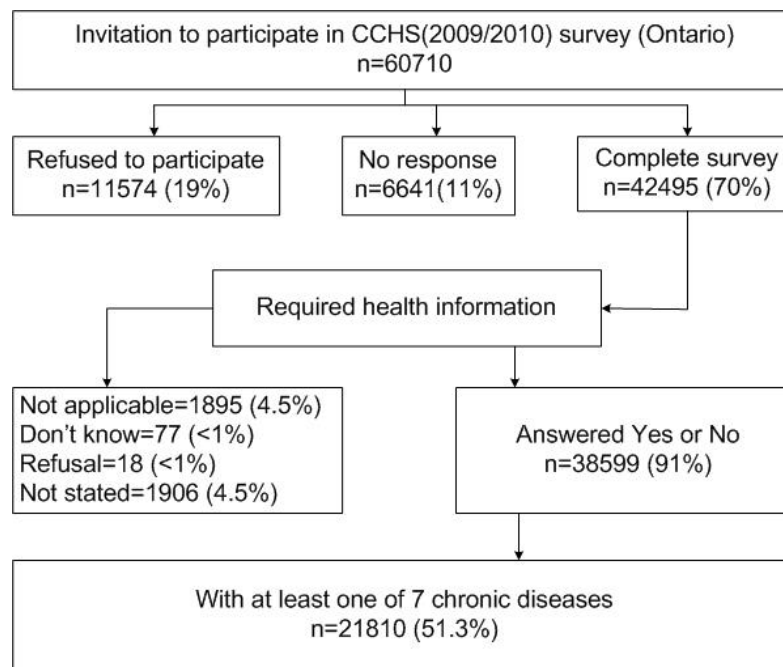 Invitation to participate in CCHS(2009/2010) survey (Ontario)
n=60710
Refused to participate
n=11574 (19%)
No response
n=6641(11%)
Complete survey
n=42495 (70%)
Required health information
Not applicable=1895 (4.5%)
Don't know=77 (<1%)
Refusal=18 (<1%)
Not stated=1906 (4.5%)
Answered Yes or No
n=38599 (91%)
With at least one of 7 chronic diseases
n=21810 (51.3%)